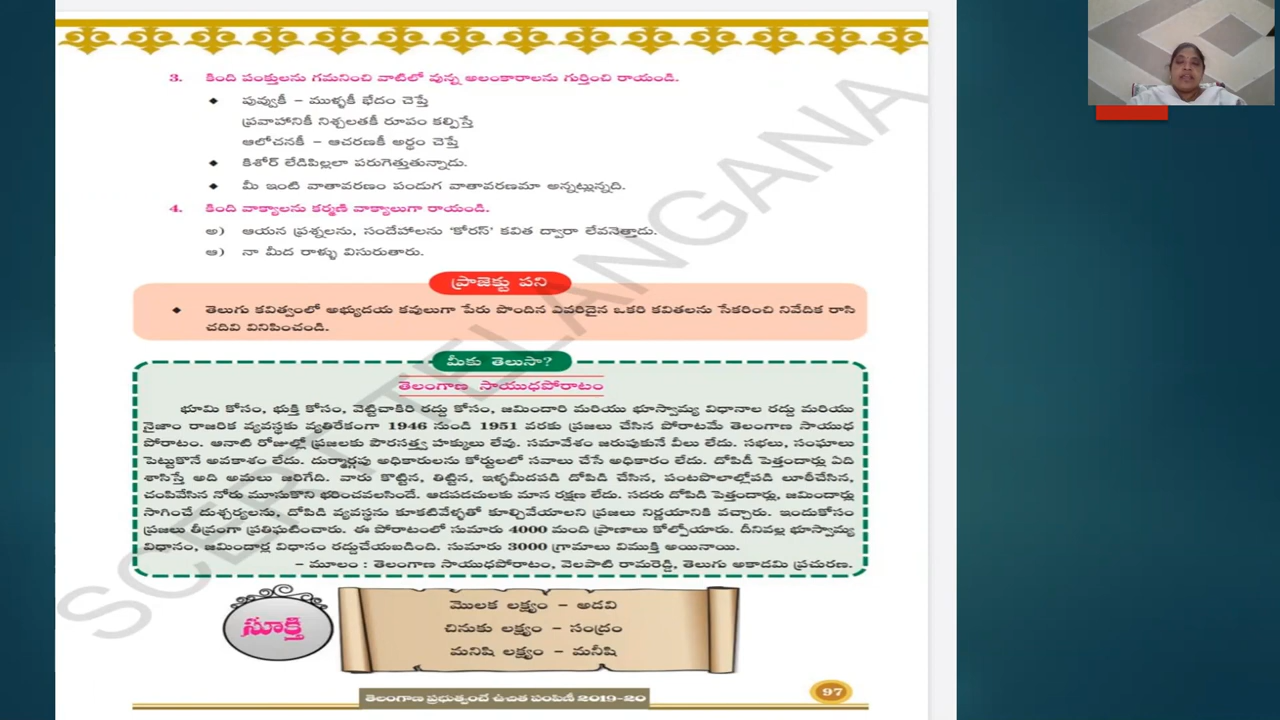 3. కింది పంక్తులను గమనించి వాటిలో వున్న అలంకారాలను గుర్తించి రాయండి.
◆ పువ్వుకీ - ముళ్ళకీ భేదం చెప్తే
ప్రవాహానికీ నిశ్చలతకీ రూపం కల్పిస్తే
ఆలోచనకీ - ఆచరణకీ అర్థం చెప్తే
◆ కిశోర్ లేడిపిల్లలా పరుగెత్తుతున్నాడు.
◆ మీ ఇంటి వాతావరణం పండుగ వాతావరణమా అన్నట్లున్నది.
4. కింది వాక్యాలను కర్మణి వాక్యాలుగా రాయండి.
అ) ఆయన ప్రశ్నలను, సందేహాలను 'కోరస్' కవిత ద్వారా లేవనెత్తాడు.
ఆ) నా మీద రాళ్ళు విసురుతారు.
ప్రాజెక్టు పని
◆ తెలుగు కవిత్వంలో అభ్యుదయ కవులుగా పేరు పొందిన ఎవరిదైన ఒకరి కవితలను సేకరించి నివేదిక రాసి
చదివి వినిపించండి.
మీకు తెలుసా?
తెలంగాణ సాయుధపోరాటం
భూమి కోసం, భుక్తి కోసం, వెట్టిచాకిరి రద్దు కోసం, జమిందారి మరియు భూస్వామ్య విధానాల రద్దు మరియు
నైజాం రాజరిక వ్యవస్థకు వ్యతిరేకంగా 1946 నుండి 1951 వరకు ప్రజలు చేసిన పోరాటమే తెలంగాణ సాయుధ
పోరాటం. ఆనాటి రోజుల్లో ప్రజలకు పౌరసత్వ హక్కులు లేవు. సమావేశం జరుపుకునే వీలు లేదు. సభలు, సంఘాలు
పెట్టుకొనే అవకాశం లేదు. దుర్మార్గపు అధికారులను కోర్టులలో సవాలు చేసే అధికారం లేదు. దోపిడీ పెత్తందార్లు ఏది
శాసిస్తే అది అమలు జరిగేది. వారు కొట్టిన, తిట్టిన, ఇళ్ళమీదపడి దోపిడి చేసిన, పంటపొలాల్లోపడి లూఠీచేసిన,
చంపివేసిన నోరు మూసుకొని భరించవలసిందే. ఆడపడచులకు మాన రక్షణ లేదు. సదరు దోపిడి పెత్తందార్లు, జమిందార్లు
సాగించే దుశ్చర్యలను, దోపిడి వ్యవస్థను కూకటివేళ్ళతో కూల్చివేయాలని ప్రజలు నిర్ణయానికి వచ్చారు. ఇందుకోసం
ప్రజలు తీవ్రంగా ప్రతిఘటించారు. ఈ పోరాటంలో సుమారు 4000 మంది ప్రాణాలు కోల్పోయారు. దీనివల్ల భూస్వామ్య
విధానం, జమిందార్ల విధానం రద్దుచేయబడింది. సుమారు 3000 గ్రామాలు విముక్తి అయినాయి.
- మూలం : తెలంగాణ సాయుధపోరాటం, వెలపాటి రామరెడ్డి, తెలుగు అకాడమి ప్రచురణ.
సూక్తి
మొలక లక్ష్యం - అడవి
చినుకు లక్ష్యం - సంద్రం
మనిషి లక్ష్యం - మనీషి
తెలంగాణ ప్రభుత్వంచే ఉచిత పంపిణీ 2019-20
97
SCERT TELANGANA